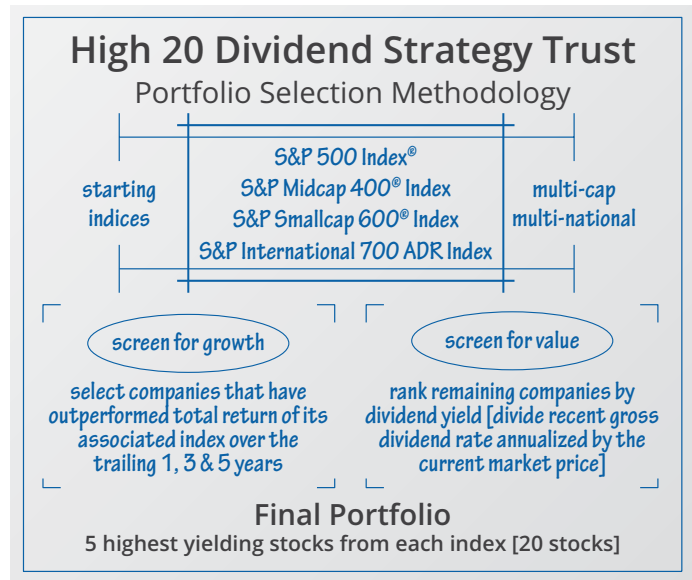 High 20 Dividend Strategy Trust
Portfolio Selection Methodology
starting
indices
S&P 500 Index®
S&P Midcap 400® Index
S&P Smallcap 600® Index
S&P International 700 ADR Index
multi-cap
multi-national
screen for growth
select companies that have
outperformed total return of its
associated index over the
trailing 1, 3 & 5 years
screen for value
rank remaining companies by
dividend yield [divide recent gross
dividend rate annualized by the
current market price]
Final Portfolio
5 highest yielding stocks from each index [20 stocks]